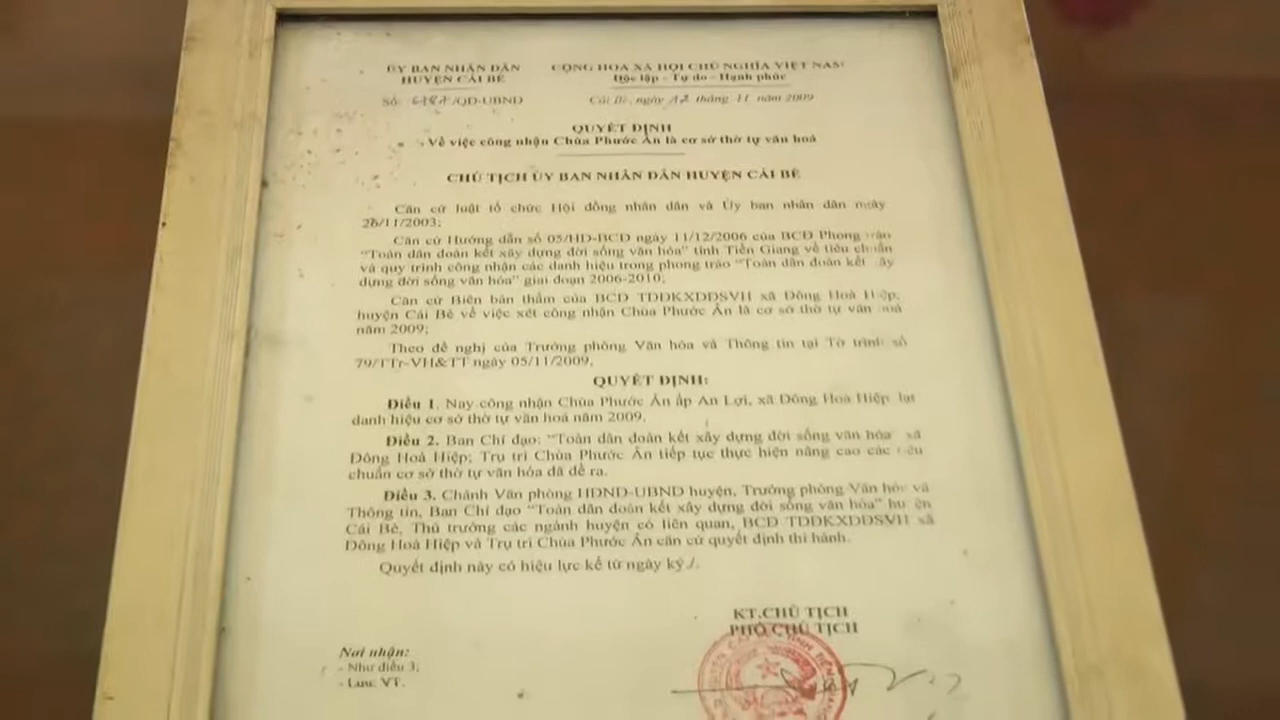 ỦY BAN NHÂN DÂN
HUYỆN CÁI BÈ
CỘNG HÒA XÃ HỘI CHỦ NGHĨA VIỆT NAM
Độc lập - Tự do - Hạnh phúc
Số: /QĐ-UBND
Cái Bè, ngày 12 tháng 11 năm 2009
QUYẾT ĐỊNH
Về việc công nhận Chùa Phước Ân là cơ sở thờ tự văn hoá
CHỦ TỊCH ỦY BAN NHÂN DÂN HUYỆN CÁI BÈ
Căn cứ luật tổ chức Hội đồng nhân dân và Ủy ban nhân dân ngày
26/11/2003;
Căn cứ Hướng dẫn số 05/HD-BCĐ ngày 11/12/2006 của BCĐ Phong trào
"Toàn dân đoàn kết xây dựng đời sống văn hóa" tỉnh Tiền Giang về tiêu chuẩn
và quy trình công nhận các danh hiệu trong phong trào "Toàn dân đoàn kết xây
dựng đời sống văn hóa" giai đoạn 2006-2010;
Căn cứ Biên bản thẩm của BCĐ TDĐKXDĐSVH xã Đông Hoà Hiệp,
huyện Cái Bè về việc xét công nhận Chùa Phước Ân là cơ sở thờ tự văn hoá
năm 2009;
Theo đề nghị của Trưởng phòng Văn hóa và Thông tin tại Tờ trình số
79/TTr-VH&TT ngày 05/11/2009,
QUYẾT ĐỊNH:
Điều 1. Nay công nhận Chùa Phước Ân ấp An Lợi, xã Đông Hoà Hiệp đạt
danh hiệu cơ sở thờ tự văn hoá năm 2009.
Điều 2. Ban Chỉ đạo: "Toàn dân đoàn kết xây dựng đời sống văn hóa" xã
Đông Hoà Hiệp; Trụ trì Chùa Phước Ân tiếp tục thực hiện nâng cao các tiêu
chuẩn cơ sở thờ tự văn hóa đã đề ra.
Điều 3. Chánh Văn phòng HĐND-UBND huyện, Trưởng phòng Văn hóa và
Thông tin, Ban Chỉ đạo "Toàn dân đoàn kết xây dựng đời sống văn hóa" huyện
Cái Bè, Thủ trưởng các ngành huyện có liên quan, BCĐ TDĐKXDĐSVH xã
Đông Hoà Hiệp và Trụ trì Chùa Phước Ân căn cứ quyết định thi hành.
Quyết định này có hiệu lực kể từ ngày ký./.
KT.CHỦ TỊCH
PHÓ CHỦ TỊCH
Nơi nhận:
- Như điều 3;
- Lưu: VT.